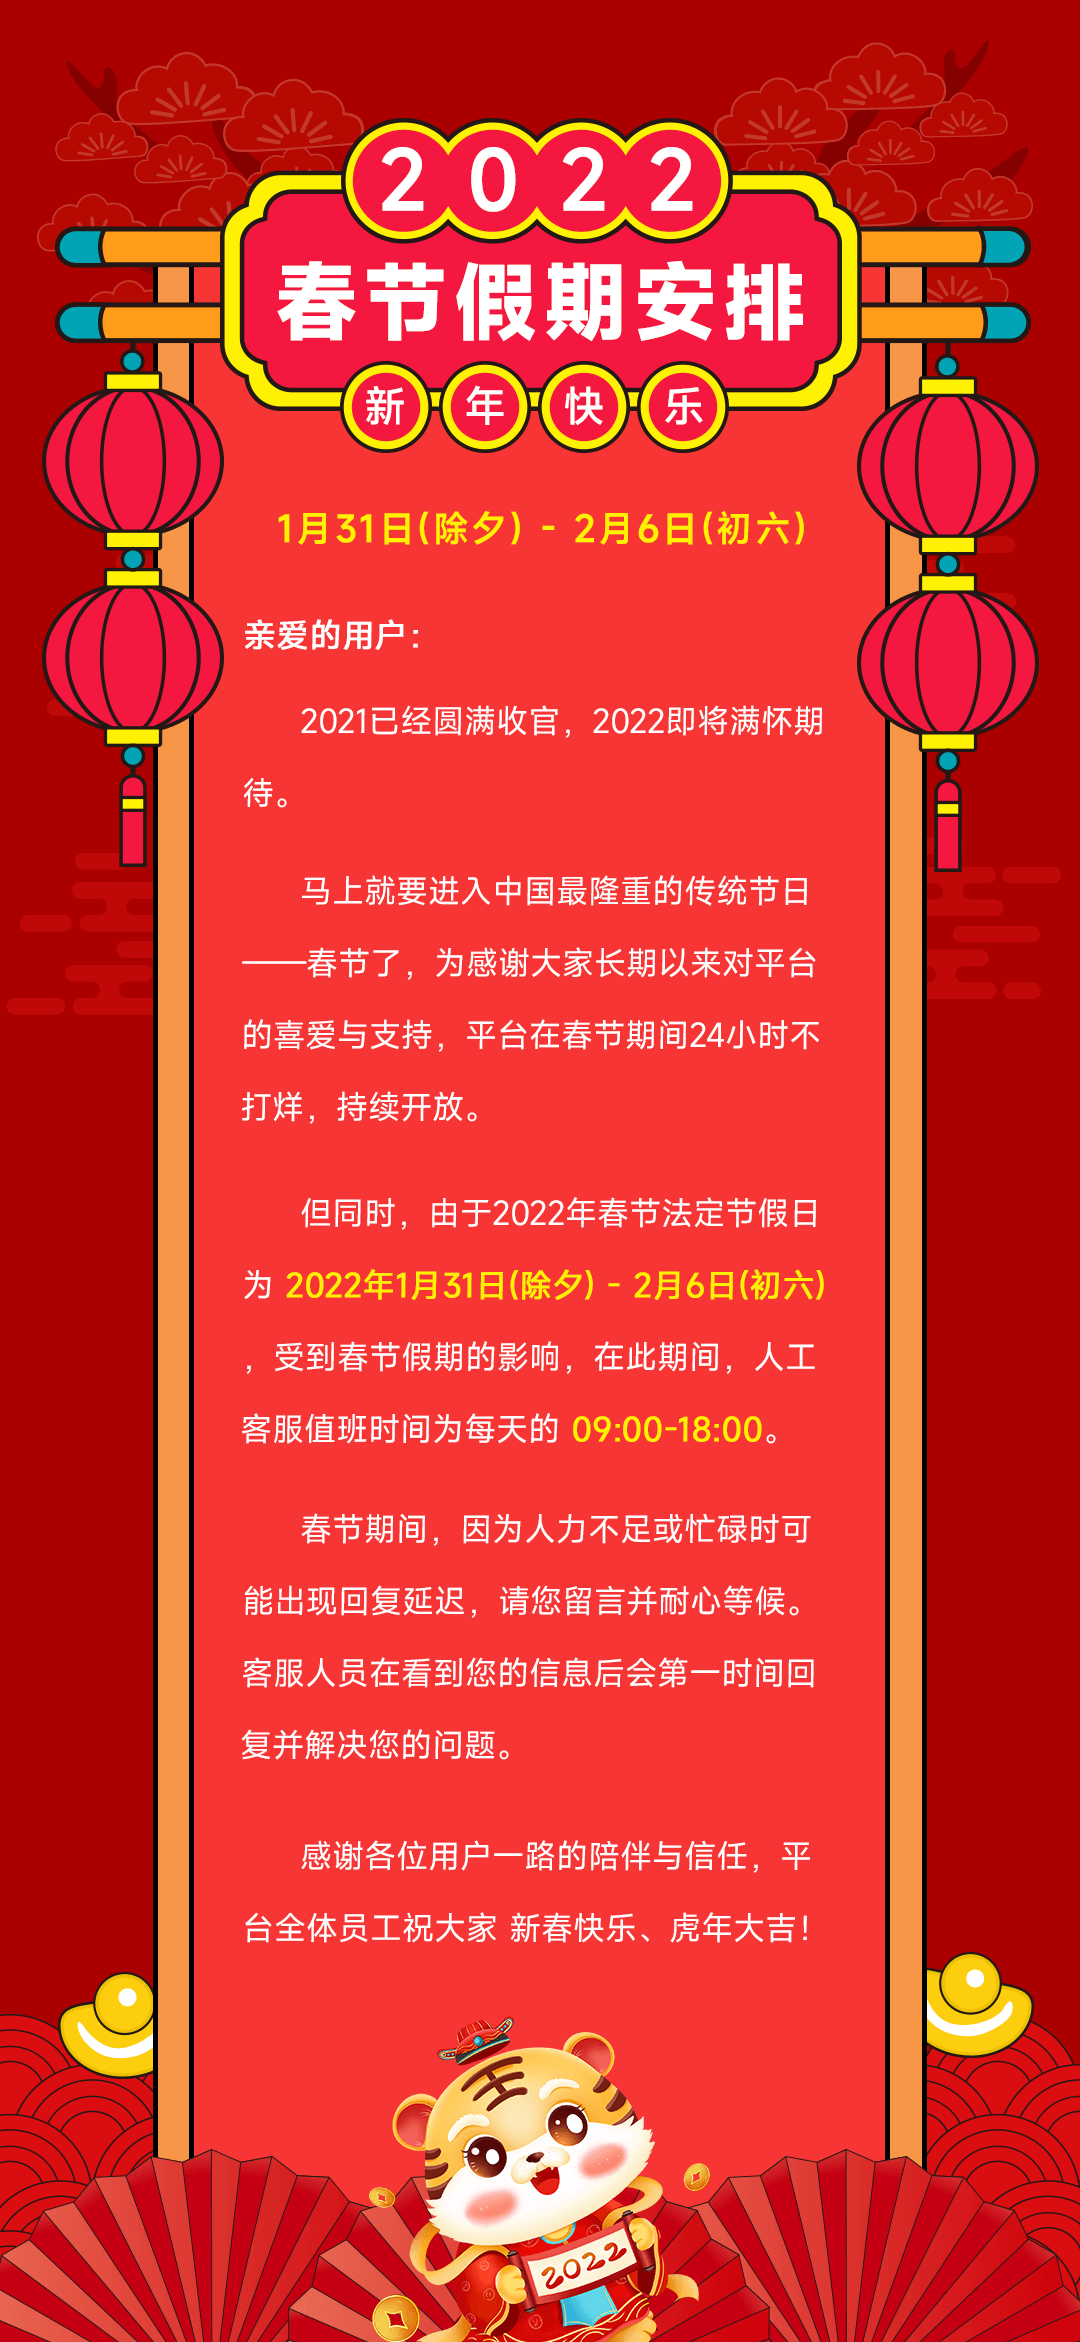 2022
春节假期安排
新年快乐
1月31日(除夕) - 2月6日(初六)
亲爱的用户：
2021已经圆满收官，2022即将满怀期
待。
马上就要进入中国最隆重的传统节日
——春节了，为感谢大家长期以来对平台
的喜爱与支持，平台在春节期间24小时不
打烊，持续开放。
但同时，由于2022年春节法定节假日
为 2022年1月31日(除夕) - 2月6日(初六)
，受到春节假期的影响，在此期间，人工
客服值班时间为每天的 09:00-18:00。
春节期间，因为人力不足或忙碌时可
能出现回复延迟，请您留言并耐心等候。
客服人员在看到您的信息后会第一时间回
复并解决您的问题。
感谢各位用户一路的陪伴与信任，平
台全体员工祝大家 新春快乐、虎年大吉！
王
2022